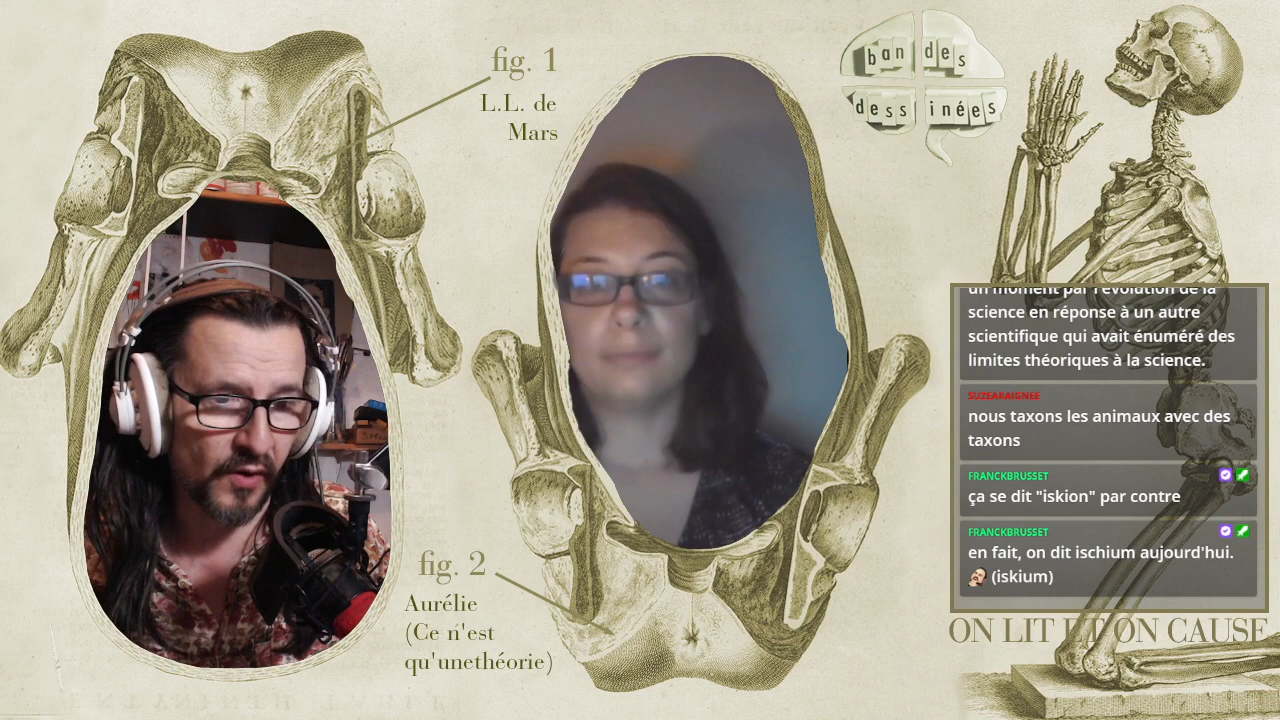 fig. 1
L.L. de
Mars
ban des
dess inées
un moment par l'évolution de la
science en réponse à un autre
scientifique qui avait énuméré des
limites théoriques à la science.
SUZEARAIGNEE
nous taxons les animaux avec des
taxons
FRANCKBRUSSET
ça se dit "iskion" par contre
FRANCKBRUSSET
en fait, on dit ischium aujourd'hui.
(iskium)
fig. 2
Aurélie
(Ce n'est
qu'unethéorie)
ON LIT ET ON CAUSE